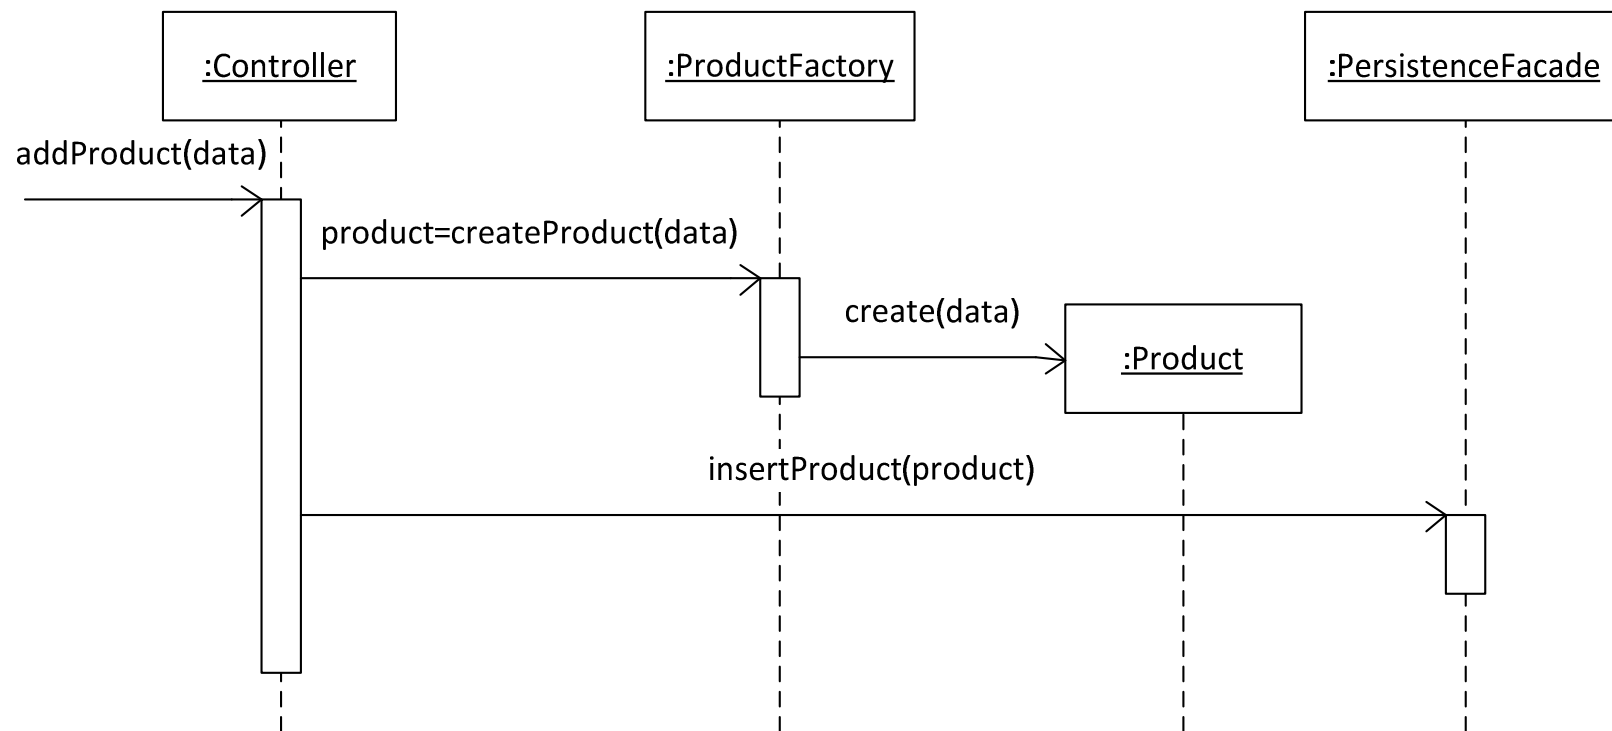 :Controller
:ProductFactory
:PersistenceFacade
addProduct(data)
product=createProduct(data)
create(data)
:Product
insertProduct(product)